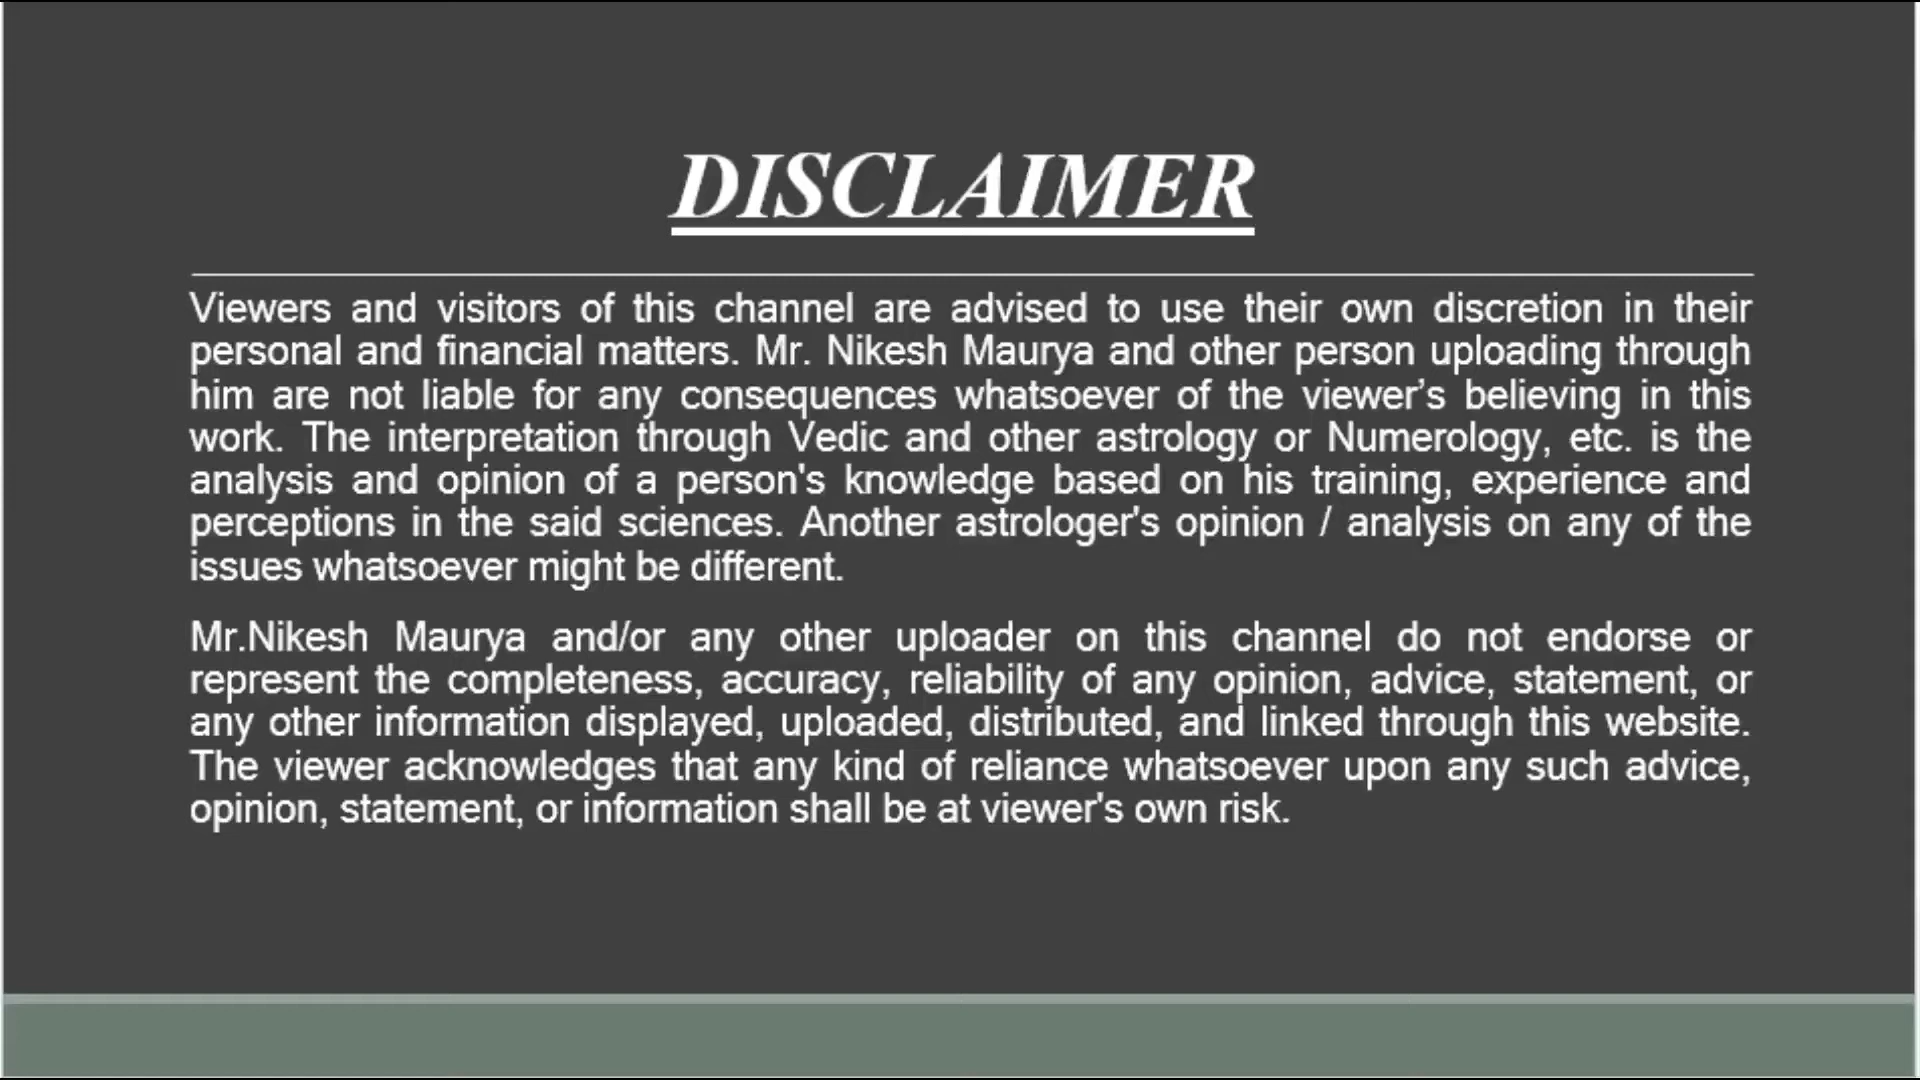 DISCLAIMER
Viewers and visitors of this channel are advised to use their own discretion in their
personal and financial matters. Mr. Nikesh Maurya and other person uploading through
him are not liable for any consequences whatsoever of the viewer’s believing in this
work. The interpretation through Vedic and other astrology or Numerology, etc. is the
analysis and opinion of a person's knowledge based on his training, experience and
perceptions in the said sciences. Another astrologer's opinion / analysis on any of the
issues whatsoever might be different.
Mr.Nikesh Maurya and/or any other uploader on this channel do not endorse or
represent the completeness, accuracy, reliability of any opinion, advice, statement, or
any other information displayed, uploaded, distributed, and linked through this website.
The viewer acknowledges that any kind of reliance whatsoever upon any such advice,
opinion, statement, or information shall be at viewer's own risk.